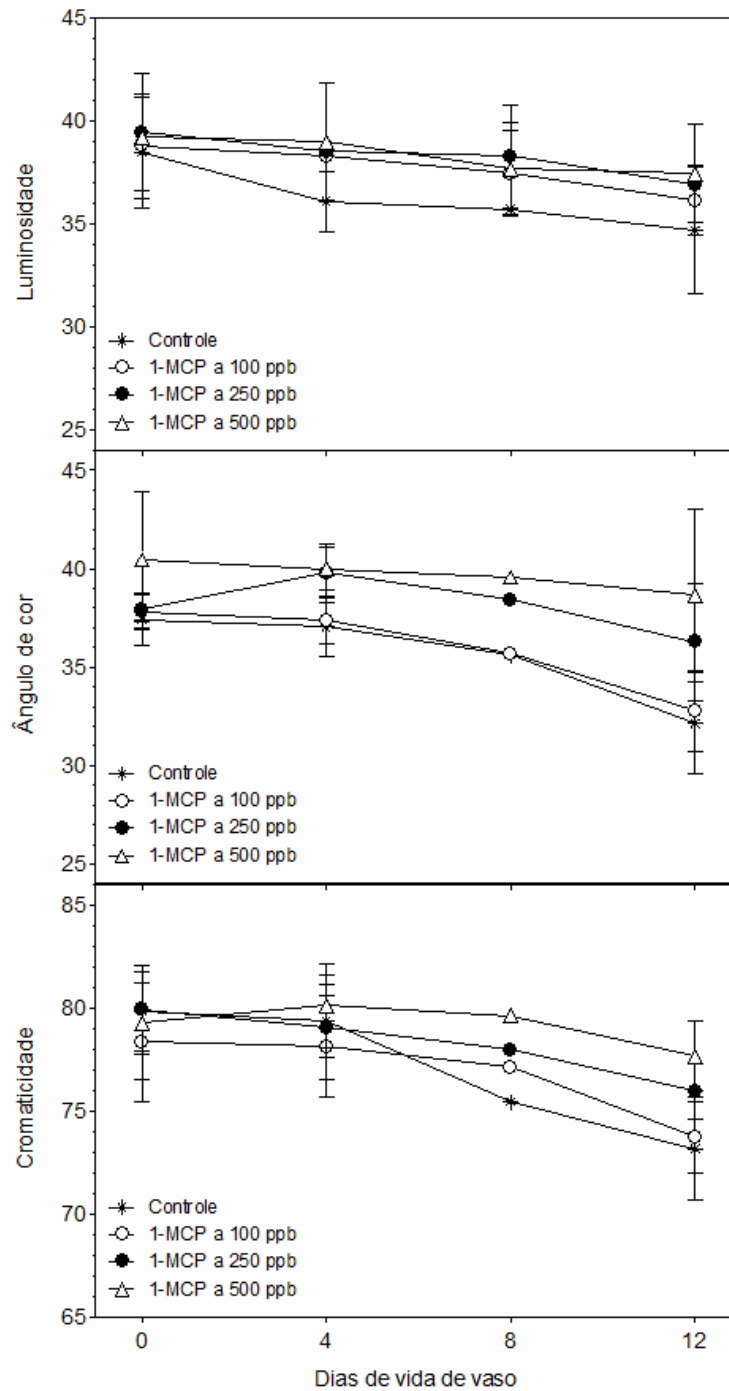 45
40
35
30
25
Luminosidade
Controle
1-MCP a 100 ppb
1-MCP a 250 ppb
1-MCP a 500 ppb
45
40
35
30
25
Ângulo de cor
Controle
1-MCP a 100 ppb
1-MCP a 250 ppb
1-MCP a 500 ppb
85
80
75
70
65
Cromaticidade
Controle
1-MCP a 100 ppb
1-MCP a 250 ppb
1-MCP a 500 ppb
0 4 8 12
Dias de vida de vaso